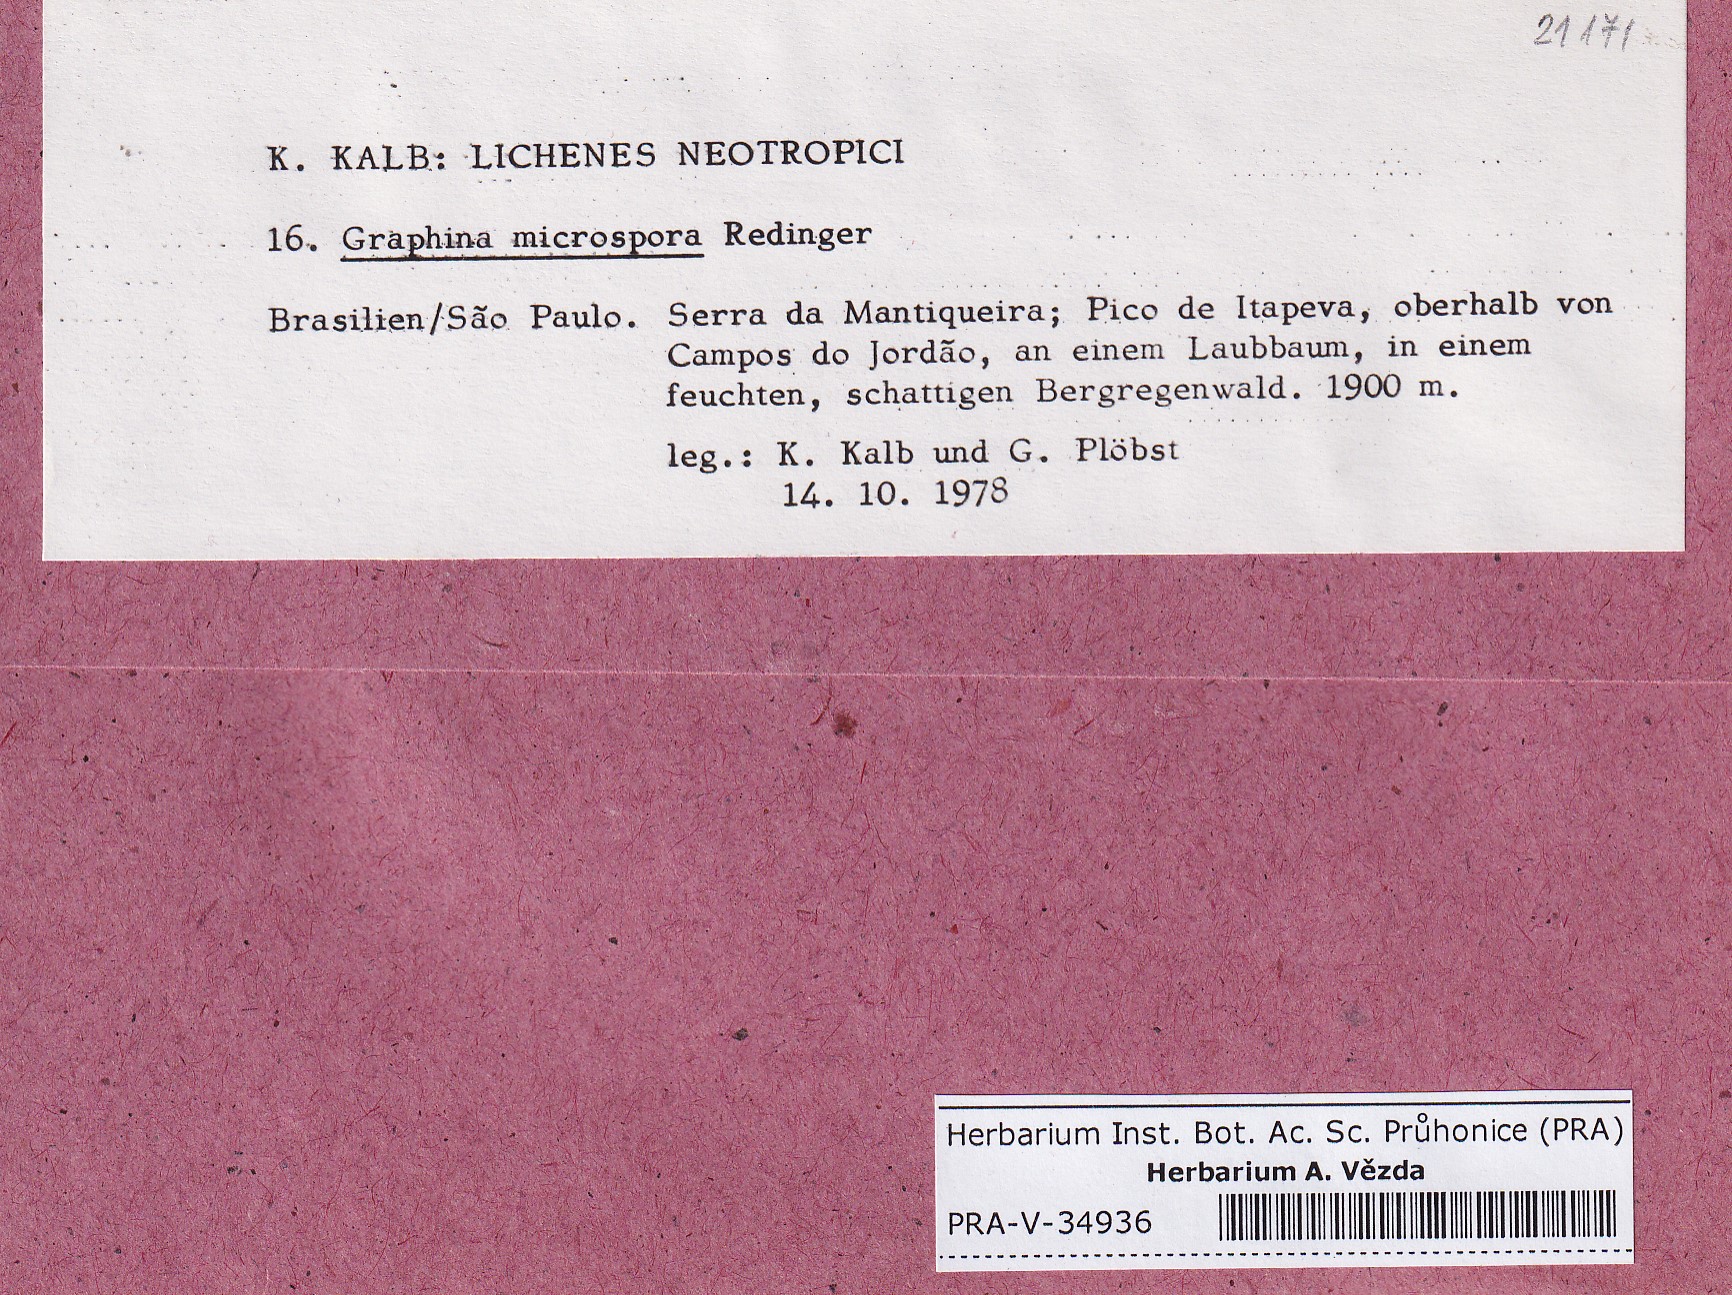 21171
K. KALB: LICHENES NEOTROPICI
16. Graphina microspora Redinger
Brasilien/São Paulo. Serra da Mantiqueira; Pico de Itapeva, oberhalb von
Campos do Jordão, an einem Laubbaum, in einem
feuchten, schattigen Bergregenwald. 1900 m.
leg.: K. Kalb und G. Plöbst
14. 10. 1978
Herbarium Inst. Bot. Ac. Sc. Průhonice (PRA)
Herbarium A. Vězda
PRA-V-34936